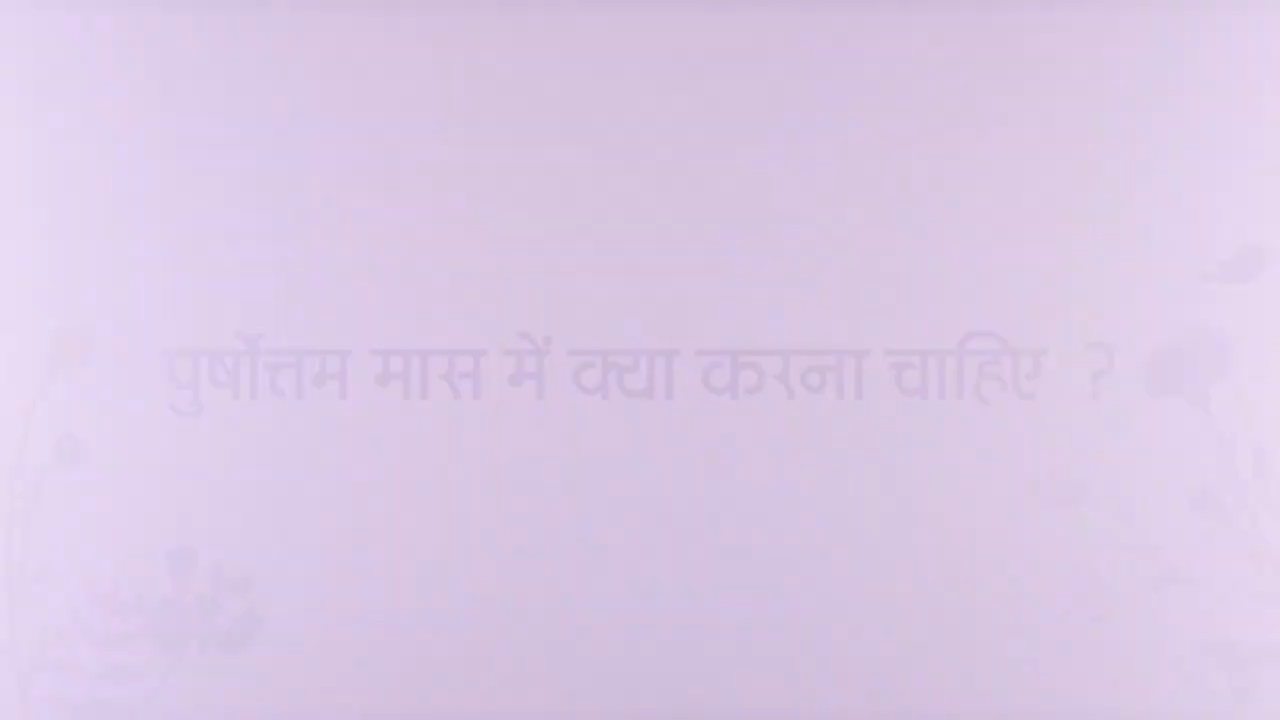 पुर्षोत्तम मास में क्या करना चाहिए ?